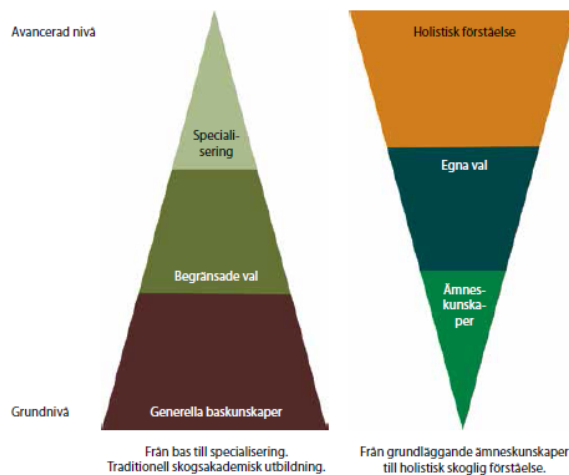 Avancerad nivå
Holistisk förståelse
Speciali-
sering
Egna val
Begränsade val
Ämnes-
kunska-
per
Grundnivå
Generella baskunskaper
Från bas till specialisering.
Traditionell skogsakademisk utbildning.
Från grundläggande ämneskunskaper
till holistisk skoglig förståelse.